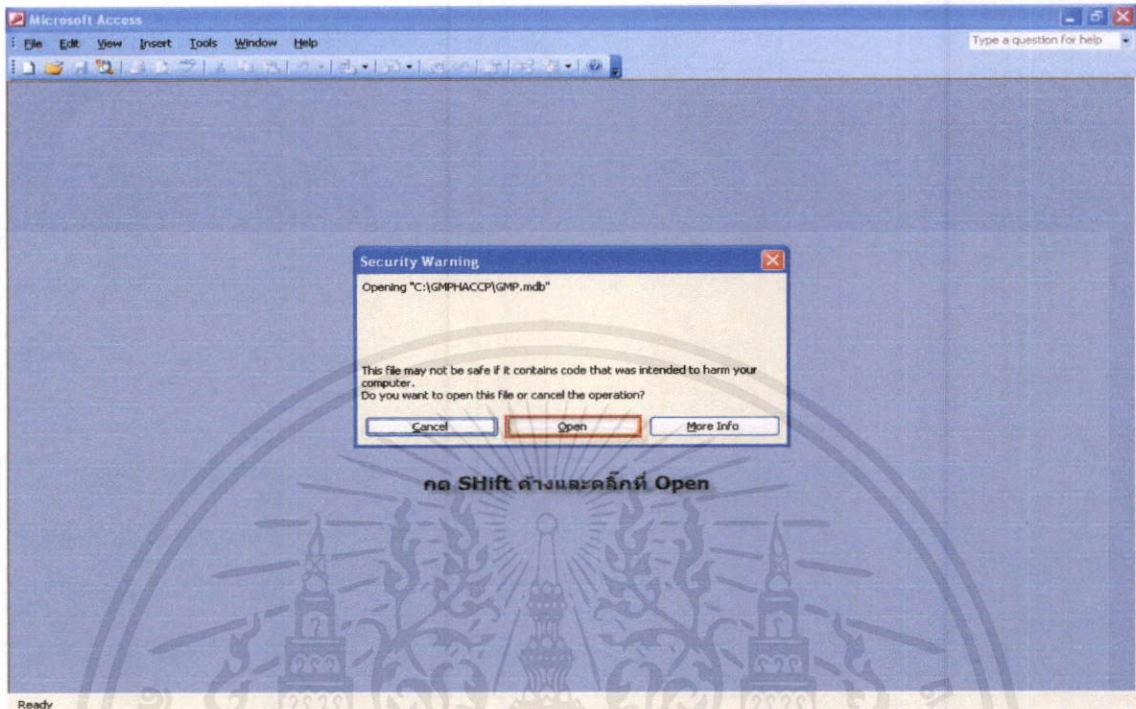 Microsoft Access
File Edit View Insert Tools Window Help
Type a question for help
Security Warning
Opening "C:\GMPHACCP\GMP.mdb"
This file may not be safe if it contains code that was intended to harm your
computer.
Do you want to open this file or cancel the operation?
Cancel Open More Info
กด SHift ค้างและคลิ๊กที่ Open
Ready